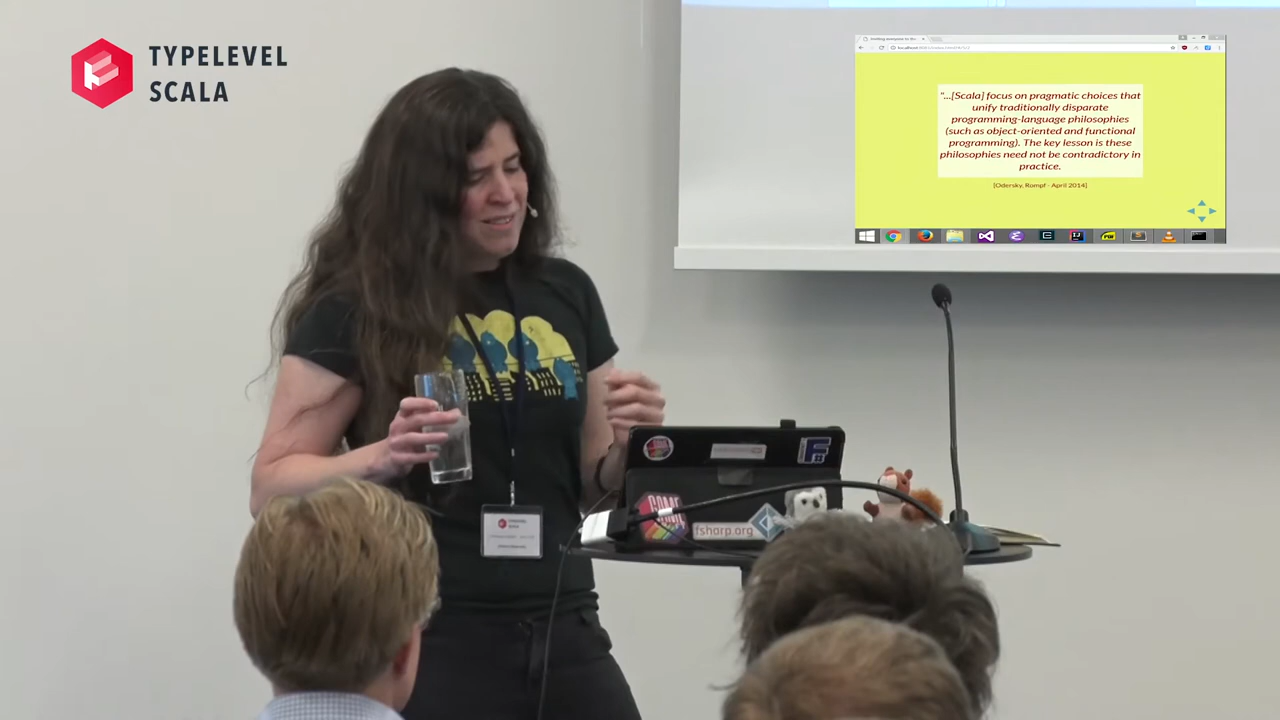 TYPELEVEL
SCALA
"...[Scala] focus on pragmatic choices that
unify traditionally disparate
programming-language philosophies
(such as object-oriented and functional
programming). The key lesson is these
philosophies need not be contradictory in
practice.
[Odersky, Rompf - April 2014]
F#
COME
fsharp.org